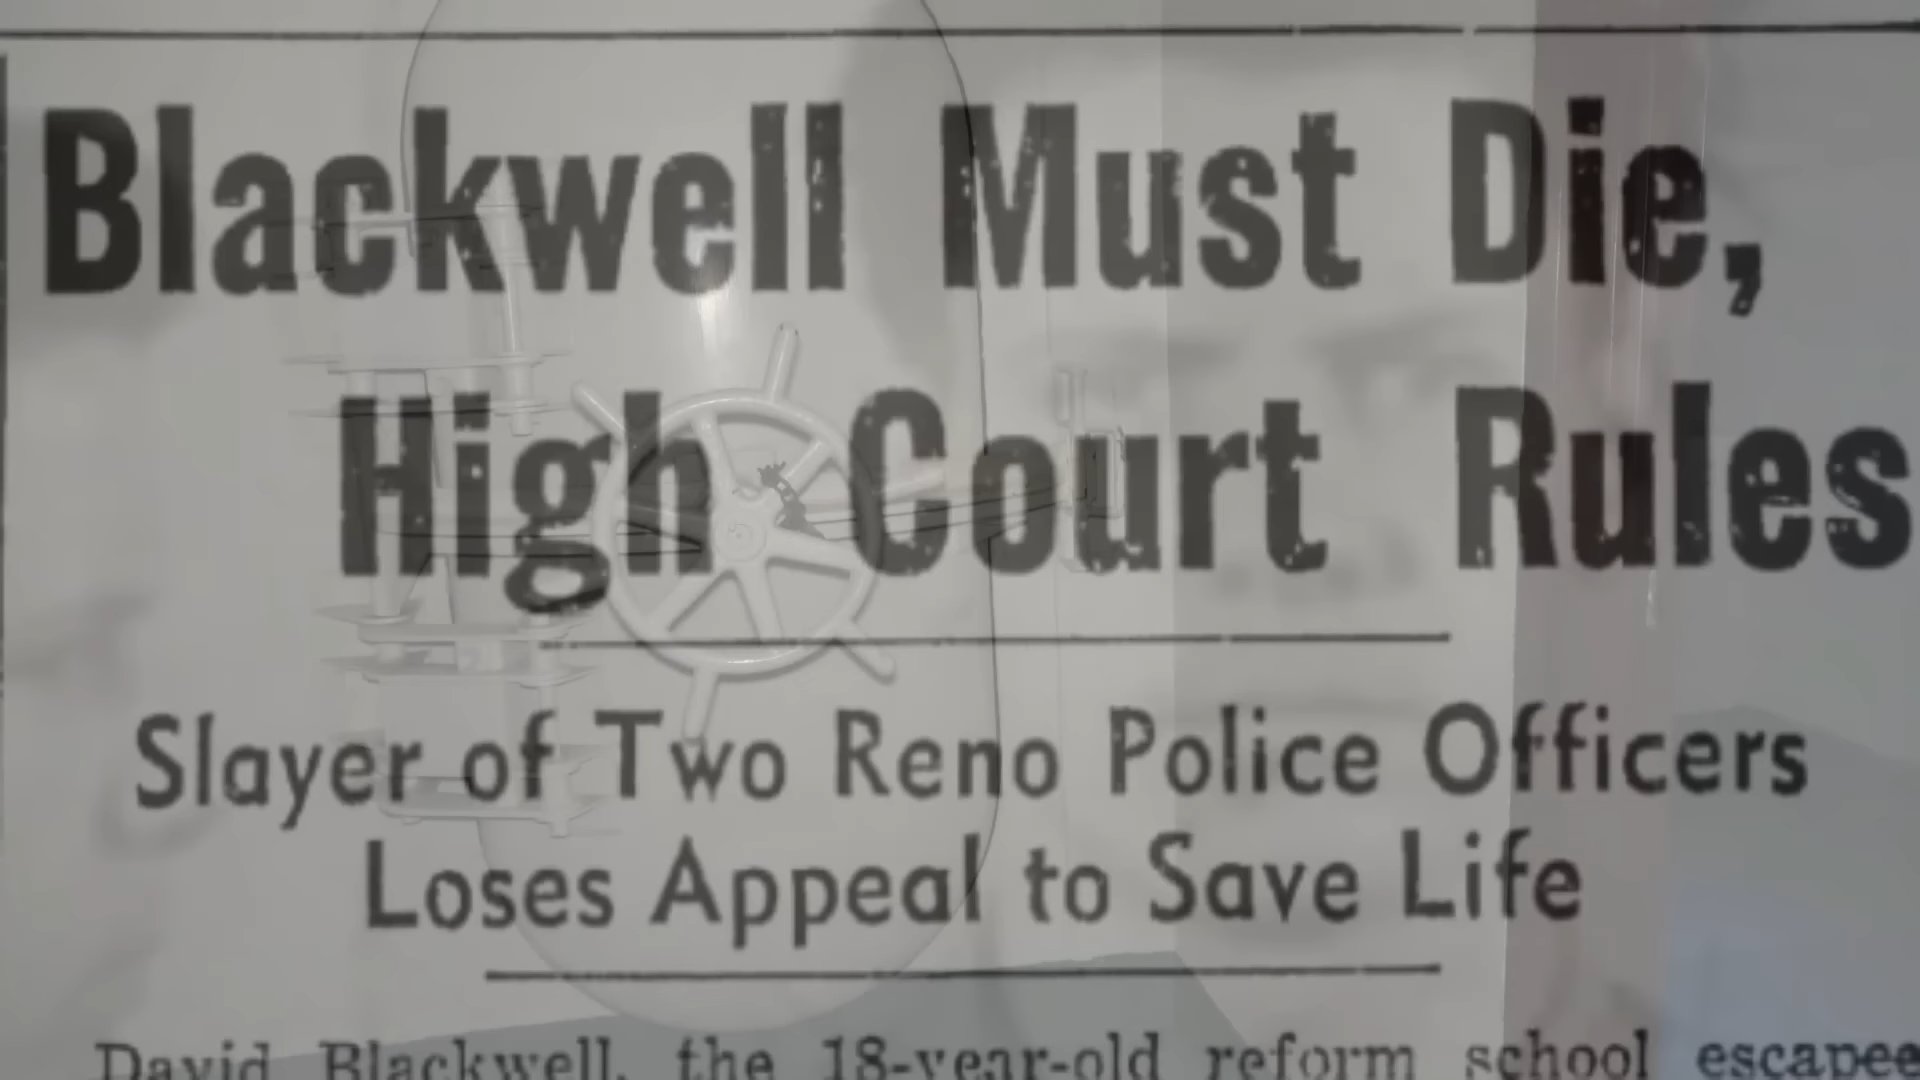 Blackwell Must Die,
High Court Rules
Slayer of Two Reno Police Officers
Loses Appeal to Save Life
David Blackwell, the 18-year-old reform school escapee